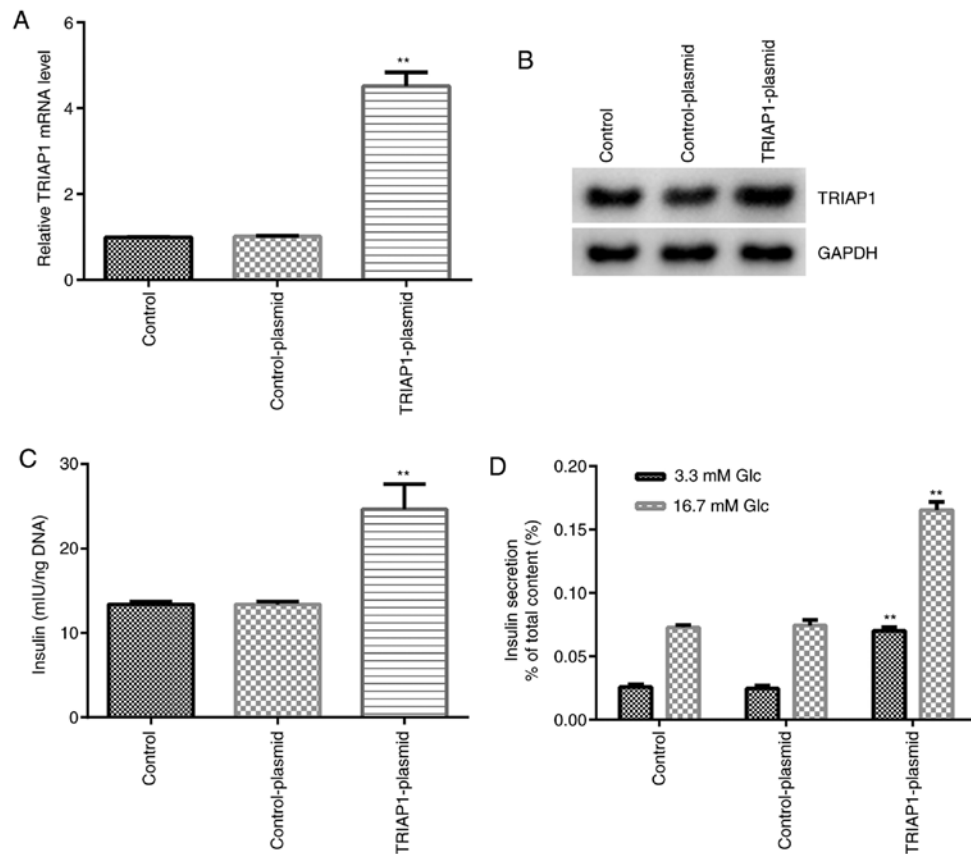 A
Relative TRIAP1 mRNA level
6
4
2
0
**
Control
Control-plasmid
TRIAP1-plasmid
B
Control
Control-plasmid
TRIAP1-plasmid
TRIAP1
GAPDH
C
Insulin (mIU/ng DNA)
30
20
10
0
**
Control
Control-plasmid
TRIAP1-plasmid
D
Insulin secretion
% of total content (%)
0.20
0.15
0.10
0.05
0.00
3.3 mM Glc
16.7 mM Glc
**
**
Control
Control-plasmid
TRIAP1-plasmid